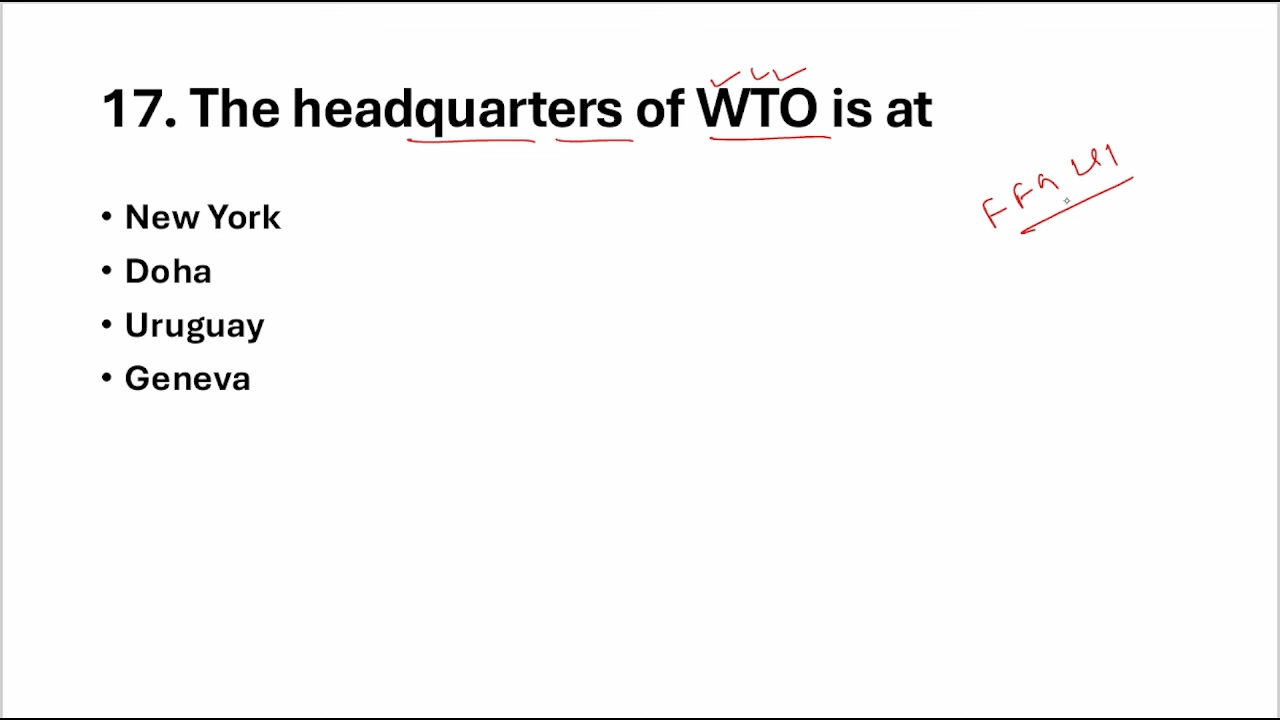 17. The headquarters of WTO is at
• New York
• Doha
• Uruguay
• Geneva